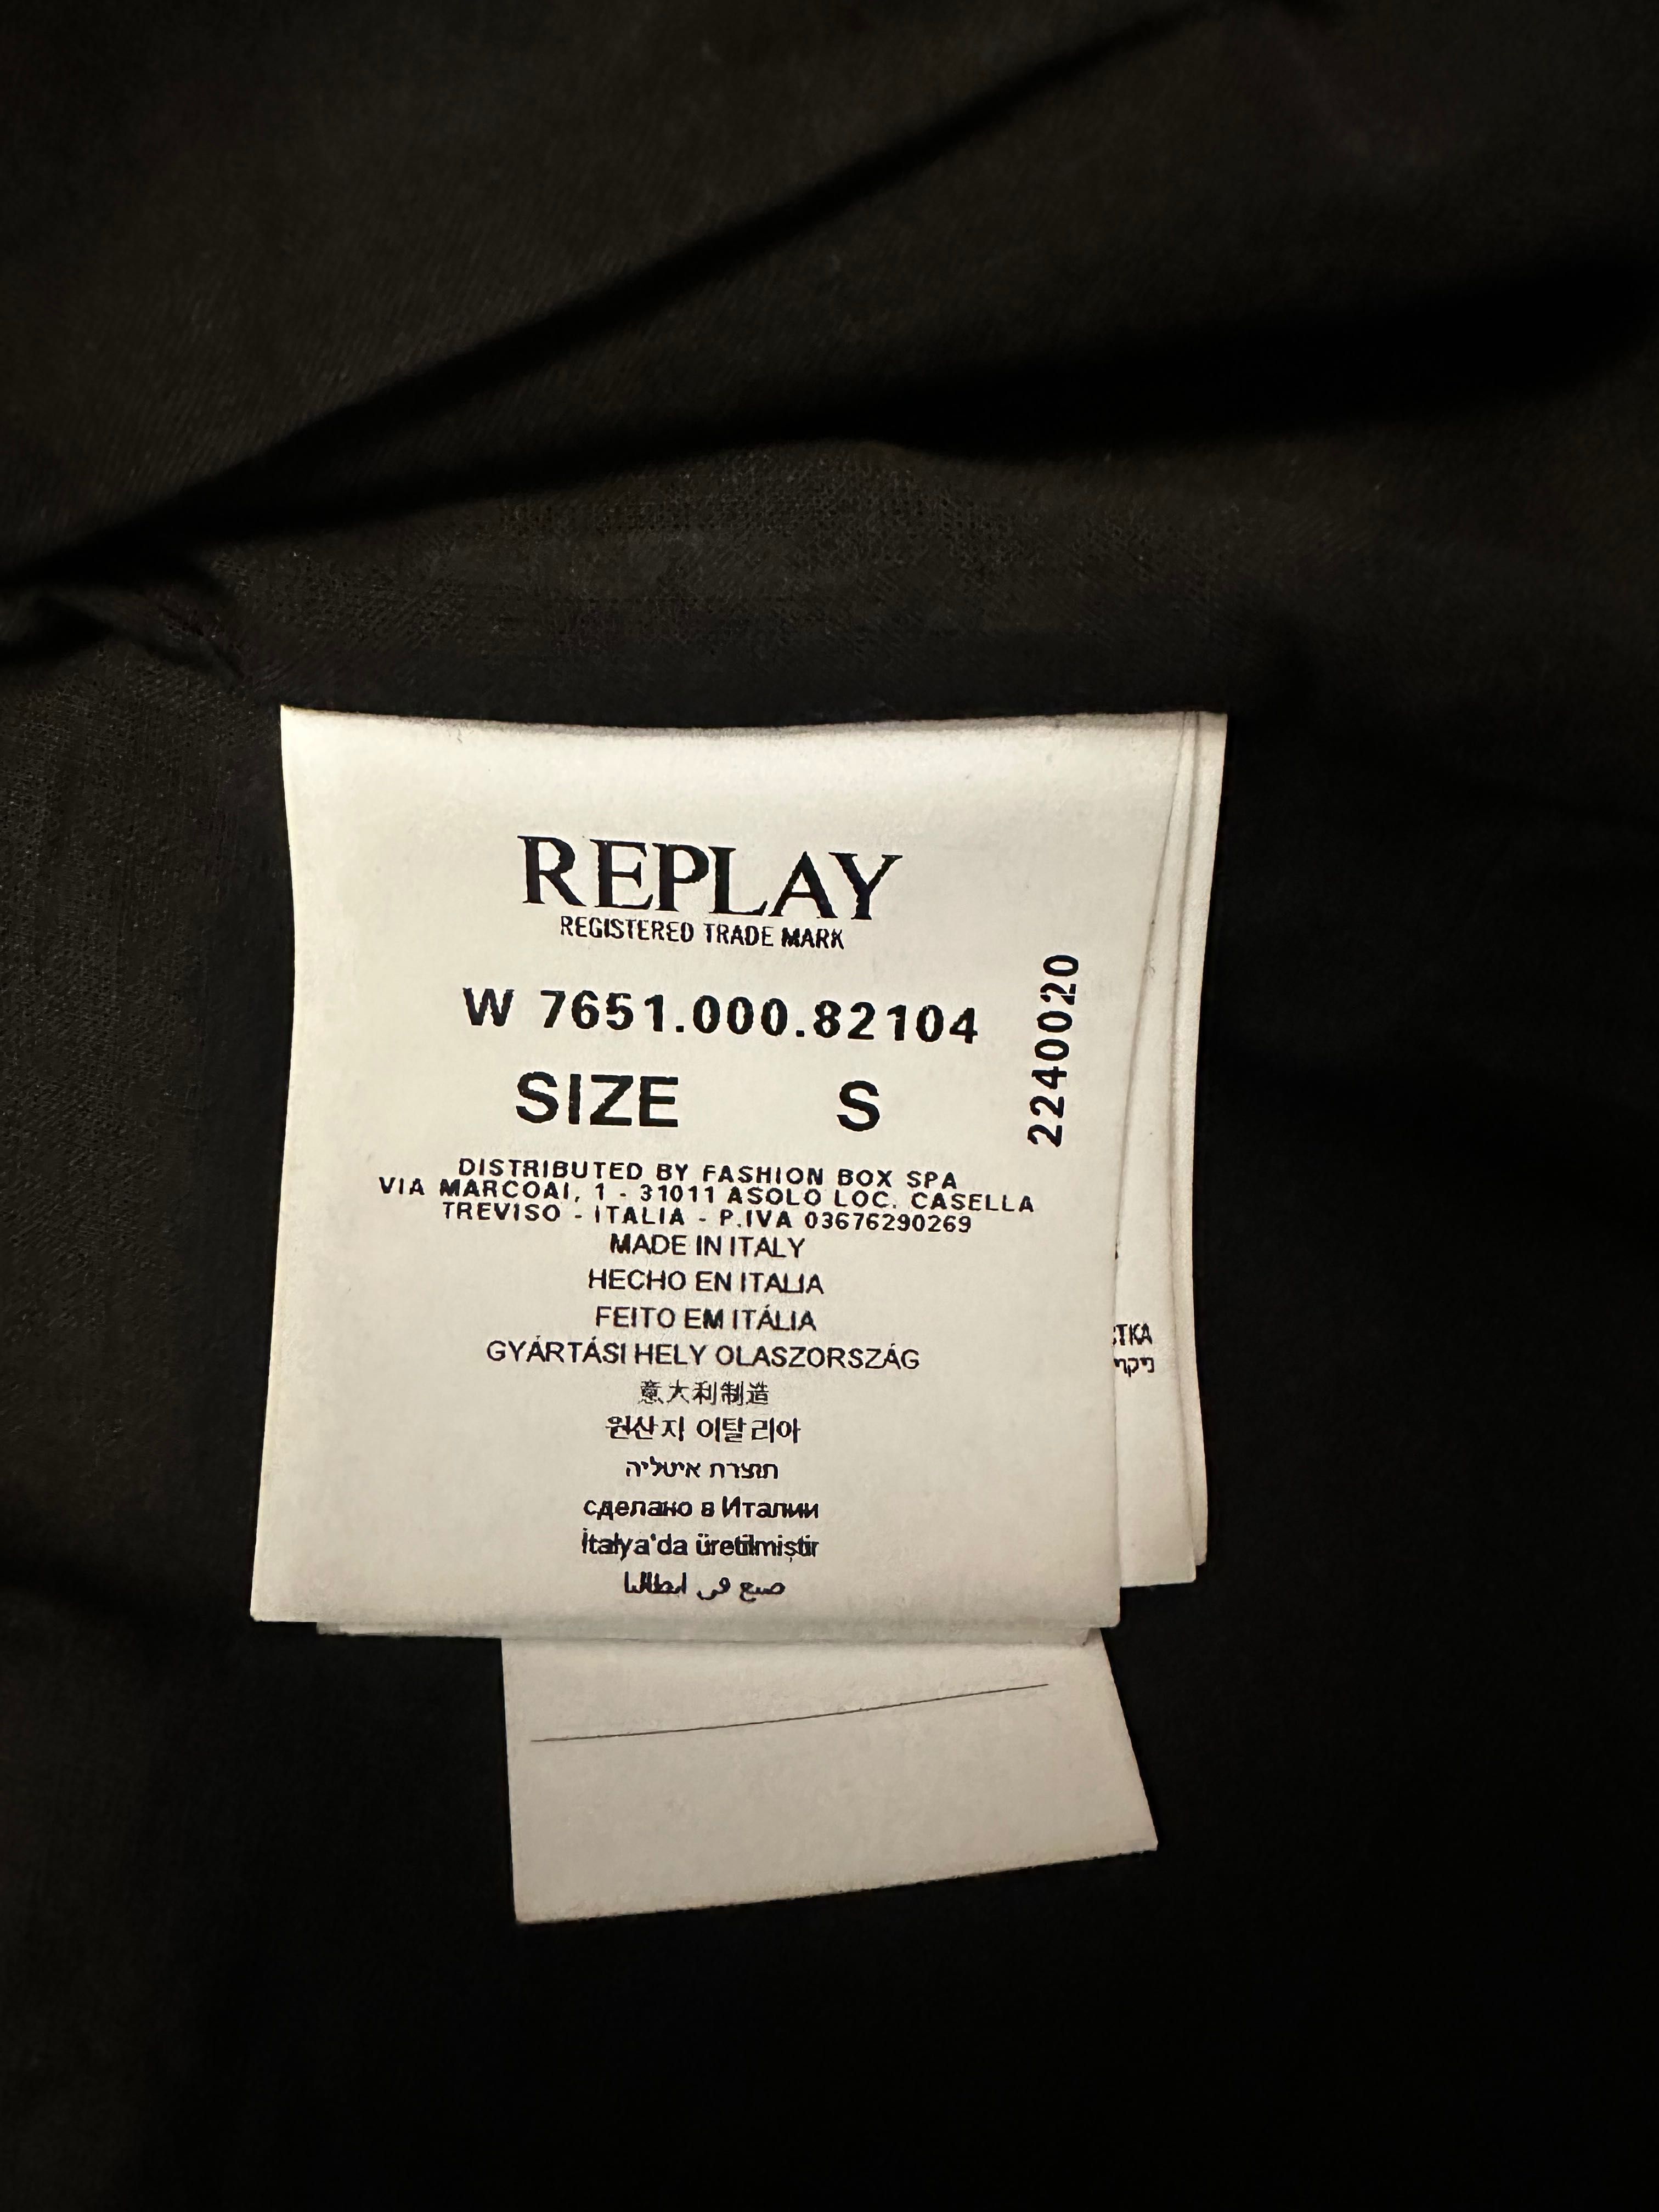 REPLAY
REGISTERED TRADE MARK
W 7651.000.82104
2240020
SIZE S
DISTRIBUTED BY FASHION BOX SPA
VIA MARCOAI, 1 - 31011 ASOLO LOC. CASELLA
TREVISO - ITALIA - P.IVA 03676290269
MADE IN ITALY
HECHO EN ITALIA
FEITO EM ITÁLIA
GYÁRTÁSI HELY OLASZORSZÁG
意大利制造
원산지 이탈리아
תוצרת איטליה
сделано в Италии
İtalya'da üretilmiştir
صنع في ايطاليا